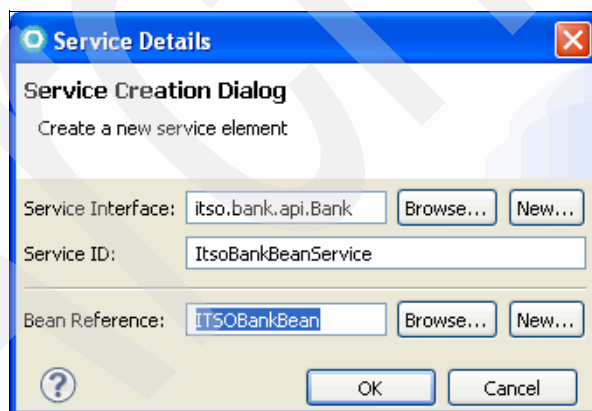 Service Details
Service Creation Dialog
Create a new service element
Service Interface: itso.bank.api.Bank Browse... New...
Service ID: ItsoBankBeanService
Bean Reference: ITSOBankBean Browse... New...
? OK Cancel